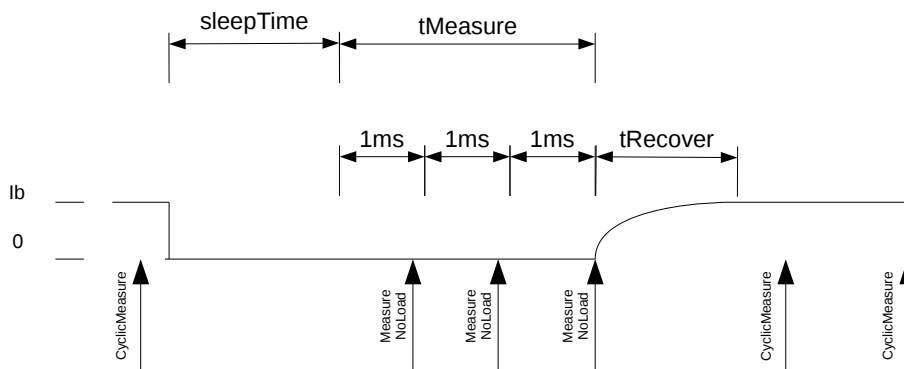 sleepTime
tMeasure
1ms
1ms
1ms
tRecover
Ib
0
CyclicMeasure
Measure
NoLoad
Measure
NoLoad
Measure
NoLoad
CyclicMeasure
CyclicMeasure